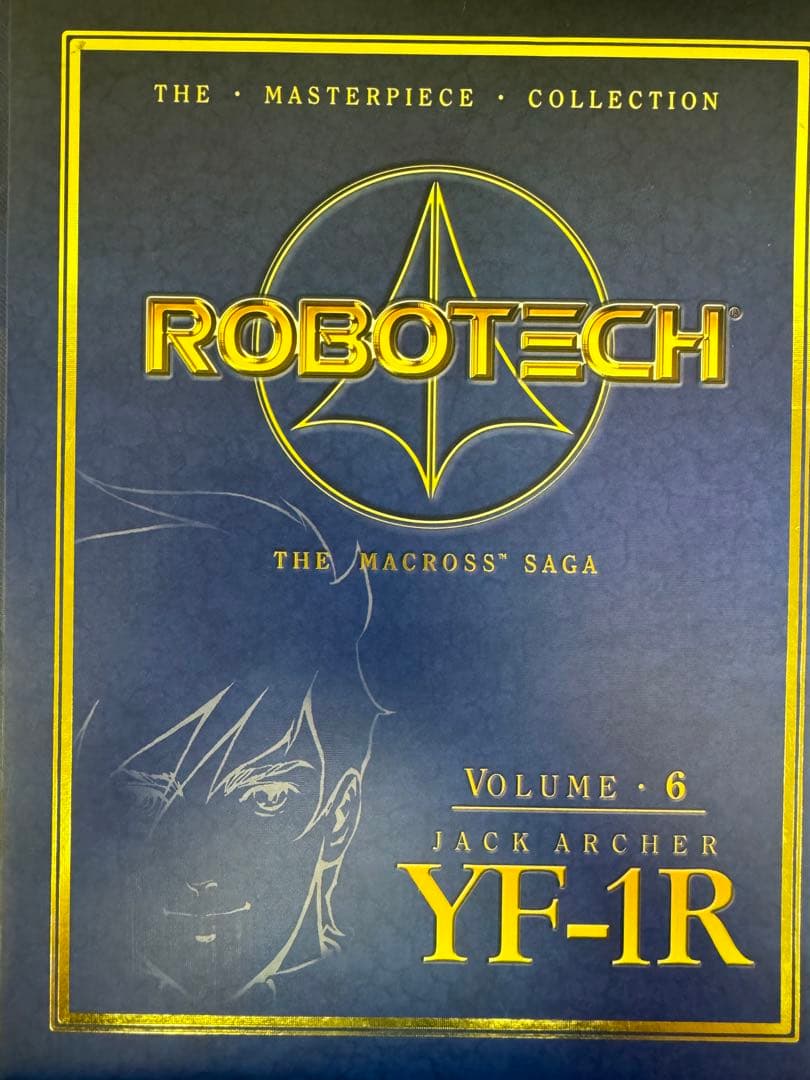 THE · MASTERPIECE · COLLECTION
ROBOTECH®
THE MACROSS™ SAGA
VOLUME · 6
JACK ARCHER
YF-1R